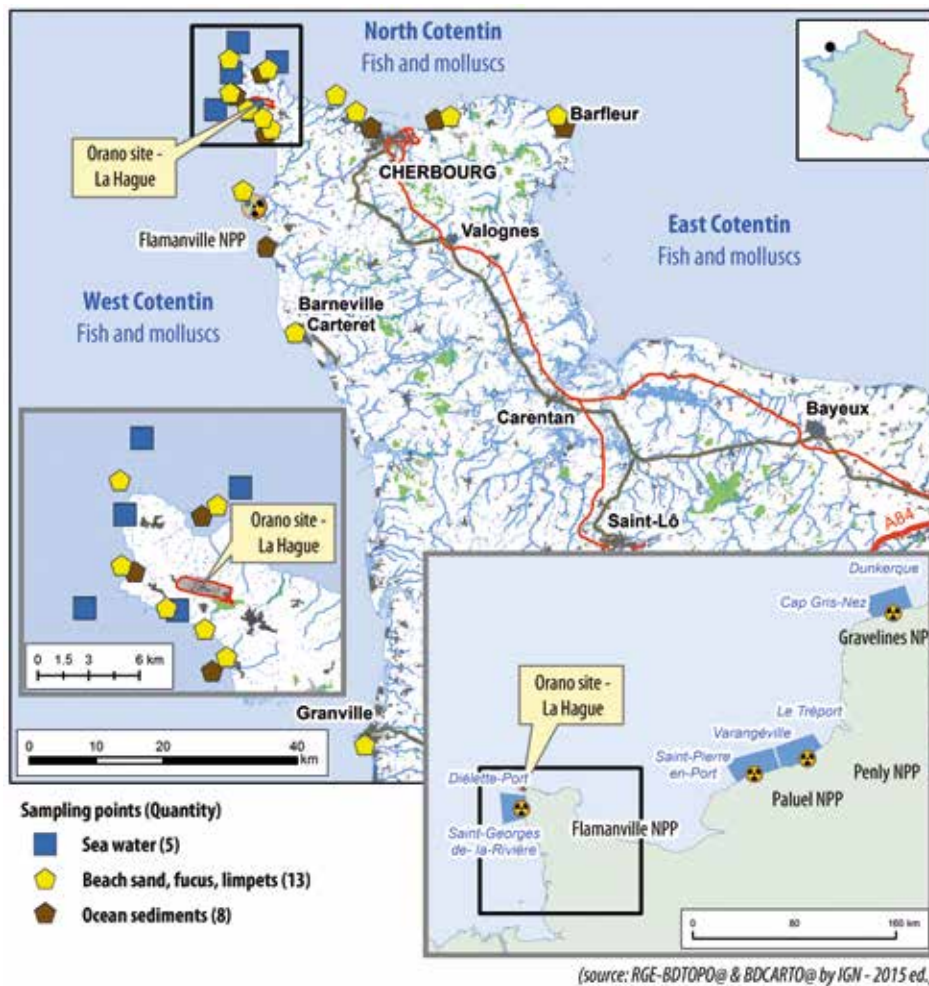 North Cotentin
Fish and molluscs
Barfleur
Orano site -
La Hague
CHERBOURG
East Cotentin
Fish and molluscs
Valognes
Flamanville NPP
West Cotentin
Fish and molluscs
Barneville
Carteret
Carentan
Bayeux
Saint-Lô
A84
Orano site -
La Hague
0 1.5 3 6 km
Granville
0 10 20 40
km
Dunkerque
Cap Gris-Nez
Gravelines NP
Orano site -
La Hague
Le Tréport
Varangéville
Saint-Pierre
en-Port
Penly NPP
Paluel NPP
Diélette-Port
Flamanville NPP
Saint-Georges
de- la-Rivière
0 80 160 km
Sampling points (Quantity)
Sea water (5)
Beach sand, fucus, limpets (13)
Ocean sediments (8)
(source: RGE-BDTOPO@ & BDCARTO@ by IGN - 2015 ed.